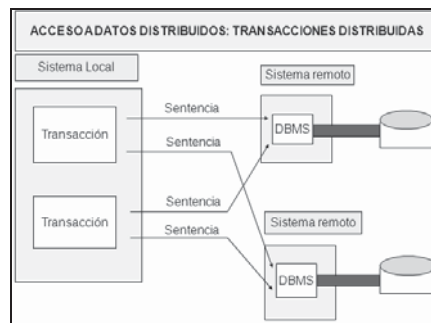 ACCESO A DATOS DISTRIBUIDOS: TRANSACCIONES DISTRIBUIDAS
Sistema Local
Sistema remoto
Transacción
Sentencia
DBMS
Sentencia
Transacción
Sentencia
Sentencia
Sistema remoto
DBMS